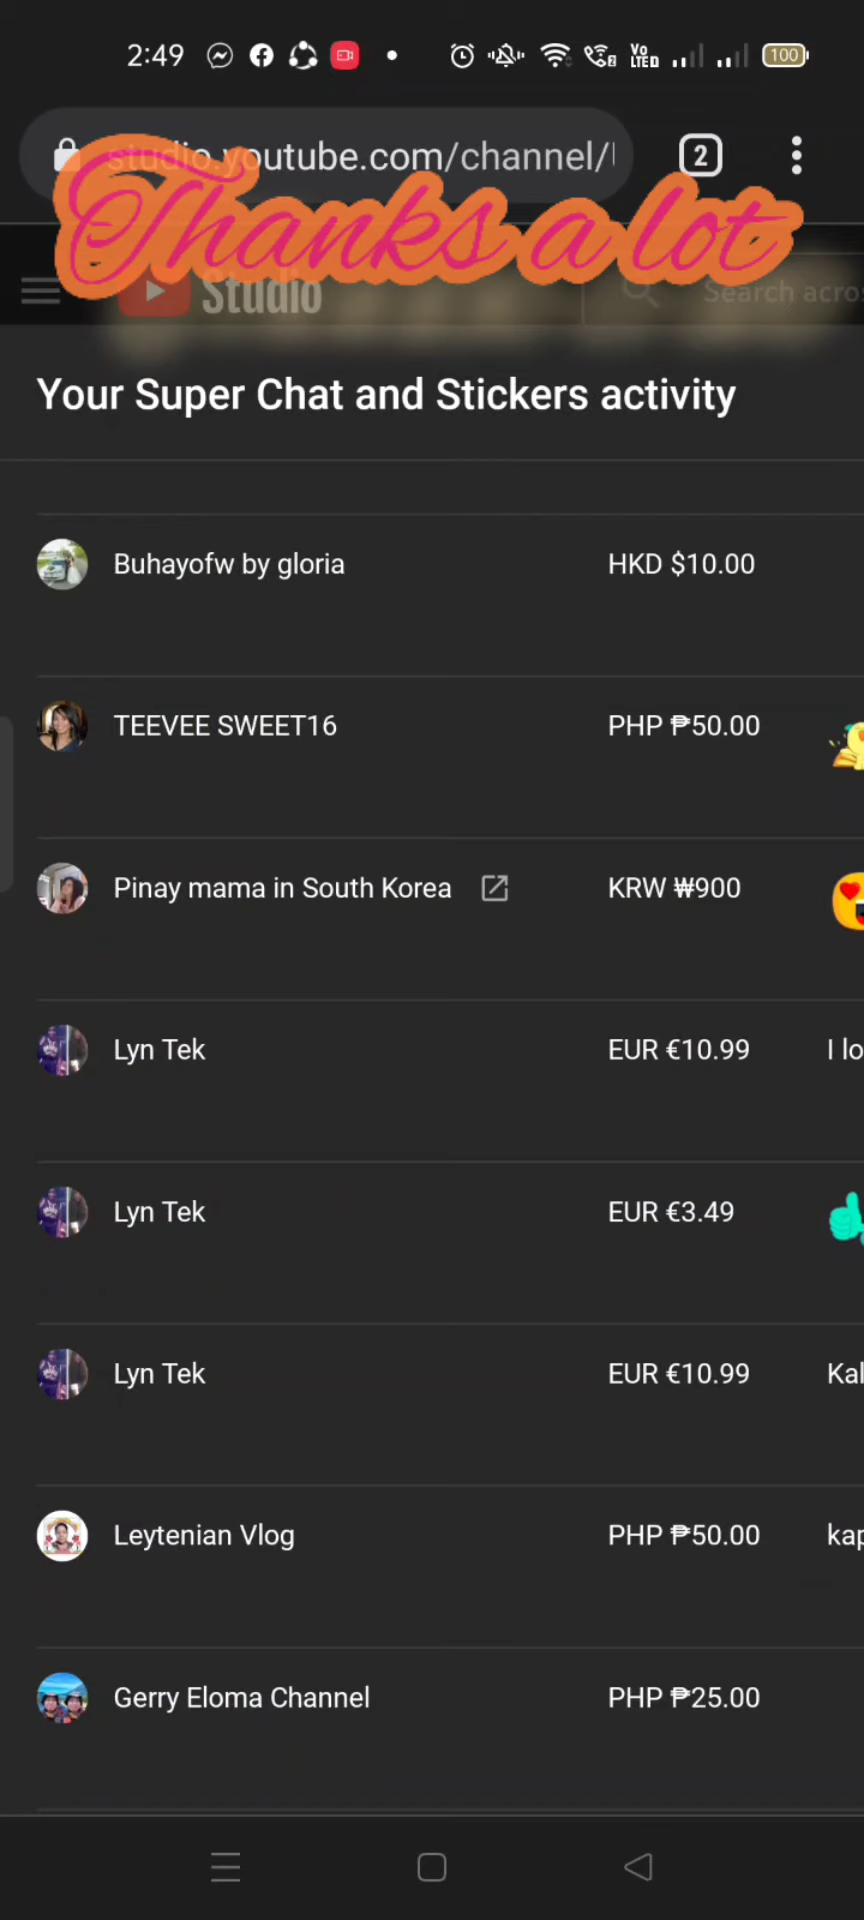 2:49
Vo LTE 100
studio.youtube.com/channel/
2
Thanks a lot
Studio
Search acro
Your Super Chat and Stickers activity
Buhayofw by gloria HKD $10.00
TEEVEE SWEET16 PHP ₱50.00
Pinay mama in South Korea KRW ₩900
Lyn Tek EUR €10.99 I lo
Lyn Tek EUR €3.49
Lyn Tek EUR €10.99 Kal
Leytenian Vlog PHP ₱50.00 kap
Gerry Eloma Channel PHP ₱25.00